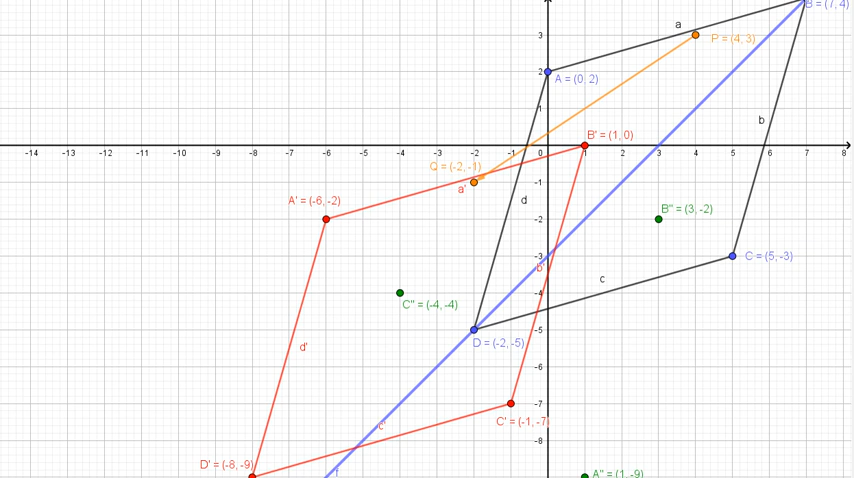 B = (7, 4)
a
P = (4, 3)
3
2
A = (0, 2)
b
1
B' = (1, 0)
-14 -13 -12 -11 -10 -9 -8 -7 -6 -5 -4 -3 -2 -1 0 1 2 3 4 5 6 7 8
Q = (-2, -1)
-1
a'
A' = (-6, -2)
d
B'' = (3, -2)
-2
-3
C = (5, -3)
b'
c
-4
C'' = (-4, -4)
-5
D = (-2, -5)
d'
-6
-7
C' = (-1, -7)
c'
-8
D' = (-8, -9)
f
A'' = (1, -9)